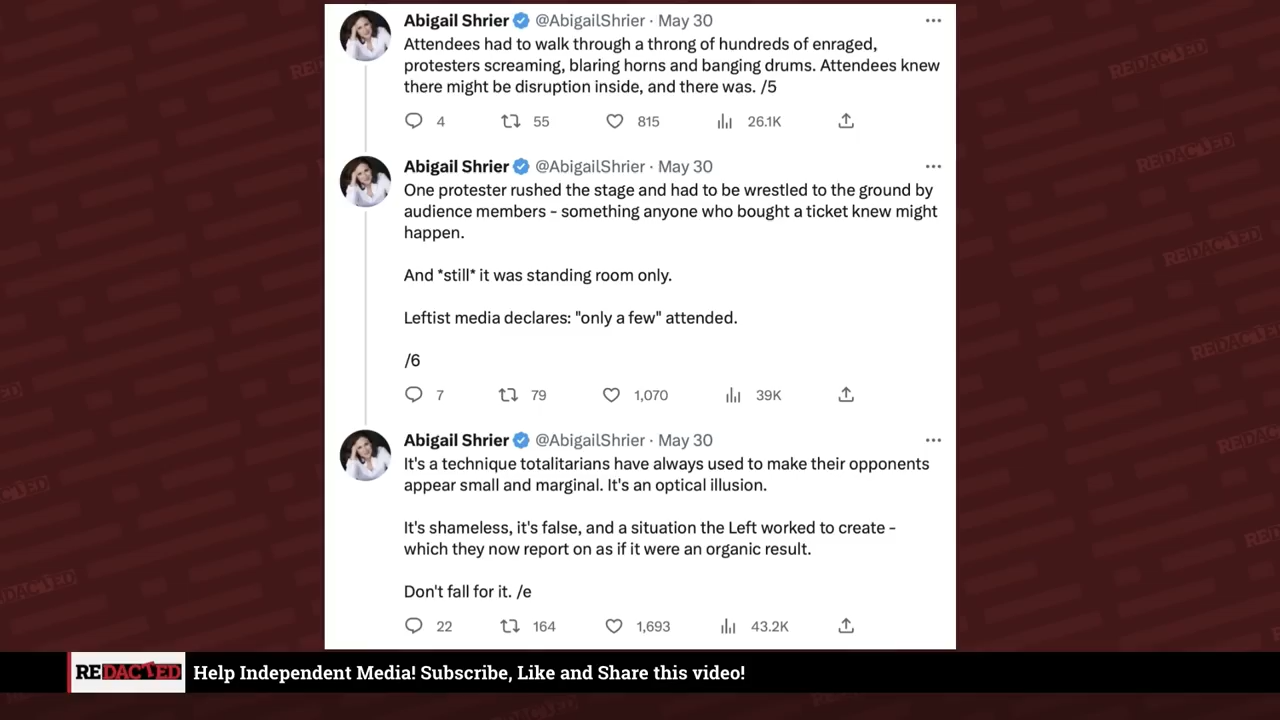 Abigail Shrier @AbigailShrier · May 30
Attendees had to walk through a throng of hundreds of enraged,
protesters screaming, blaring horns and banging drums. Attendees knew
there might be disruption inside, and there was. /5
4 55 815 26.1K
Abigail Shrier @AbigailShrier · May 30
One protester rushed the stage and had to be wrestled to the ground by
audience members - something anyone who bought a ticket knew might
happen.
And *still* it was standing room only.
Leftist media declares: "only a few" attended.
/6
7 79 1,070 39K
Abigail Shrier @AbigailShrier · May 30
It's a technique totalitarians have always used to make their opponents
appear small and marginal. It's an optical illusion.
It's shameless, it's false, and a situation the Left worked to create -
which they now report on as if it were an organic result.
Don't fall for it. /e
22 164 1,693 43.2K
REDACTED Help Independent Media! Subscribe, Like and Share this video!
REDACTED
REDACTED
REDACTED
REDACTED